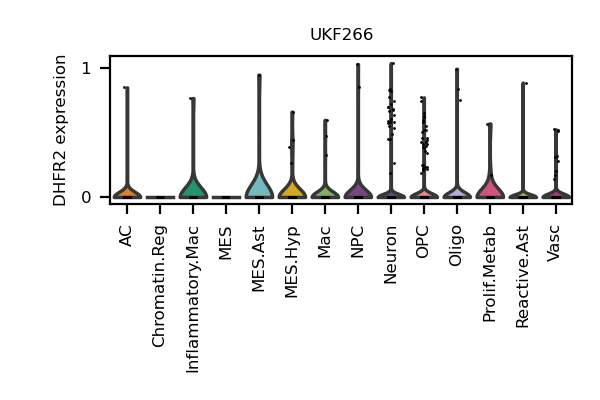 UKF266
DHFR2 expression
1
0
AC
Chromatin.Reg
Inflammatory.Mac
MES
MES.Ast
MES.Hyp
Mac
NPC
Neuron
OPC
Oligo
Prolif.Metab
Reactive.Ast
Vasc